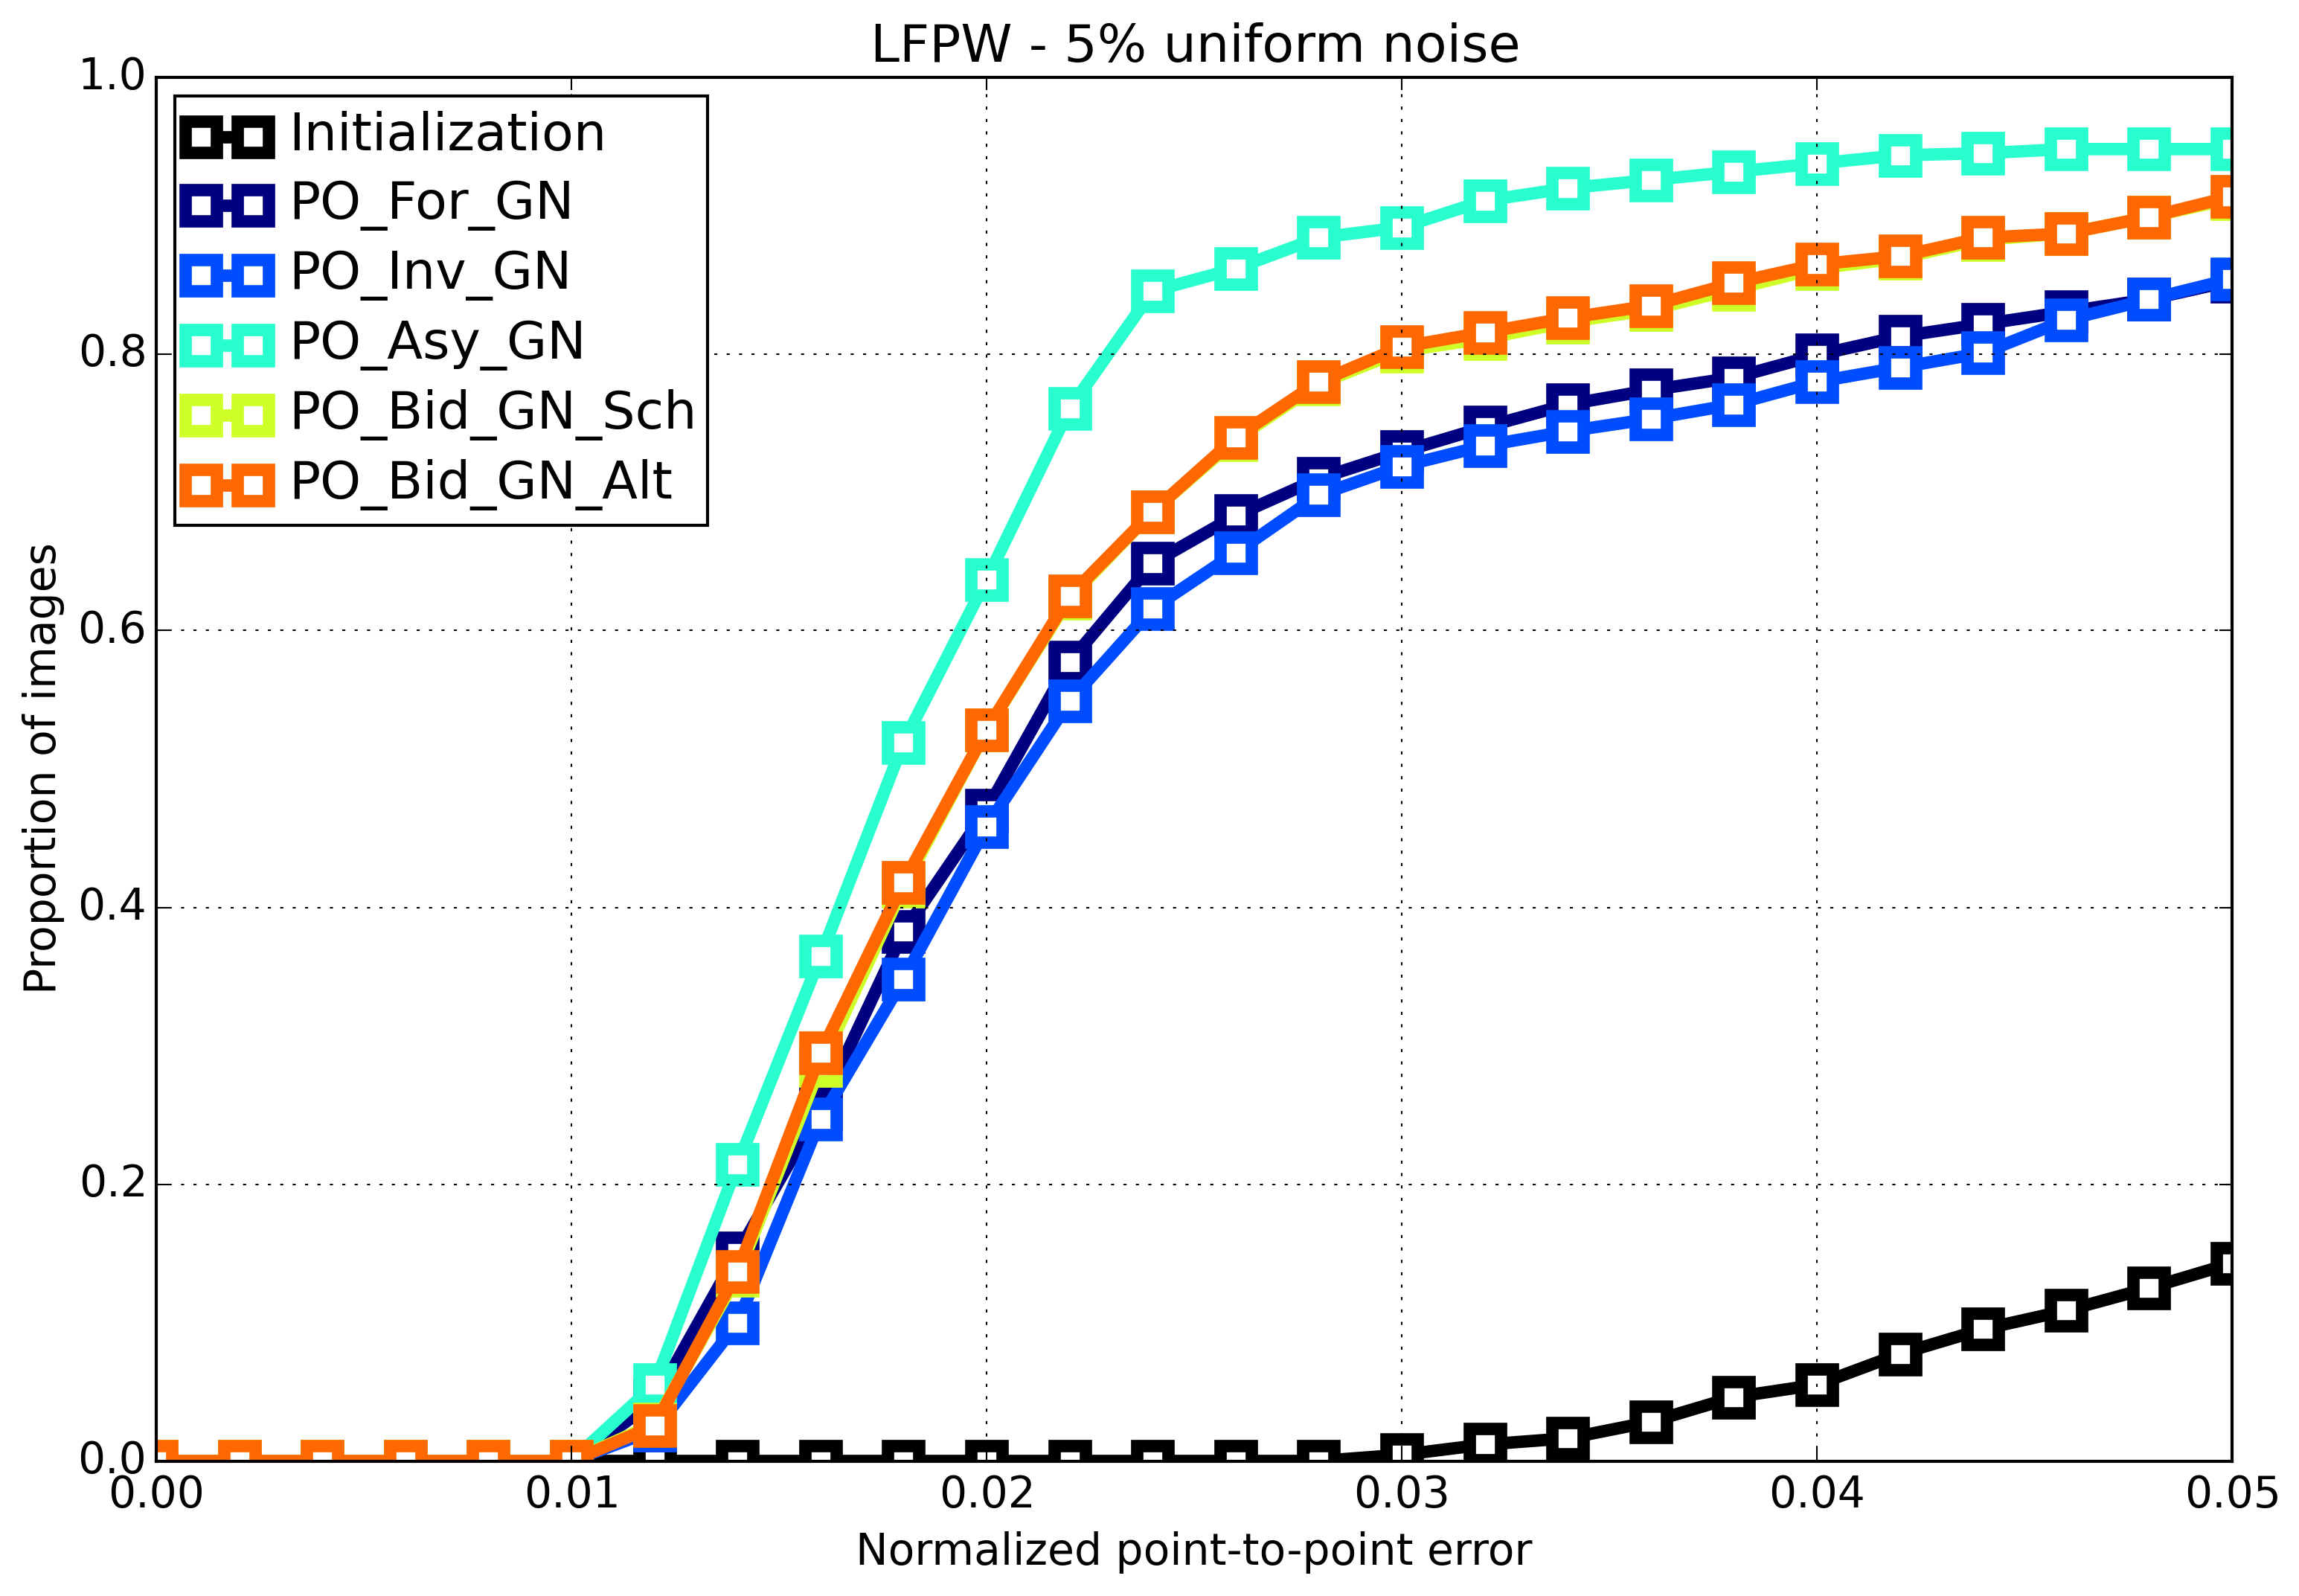 LFPW - 5% uniform noise
1.0
0.8
0.6
0.4
0.2
0.0
Proportion of images
Initialization
PO_For_GN
PO_Inv_GN
PO_Asy_GN
PO_Bid_GN_Sch
PO_Bid_GN_Alt
0.00 0.01 0.02 0.03 0.04 0.05
Normalized point-to-point error